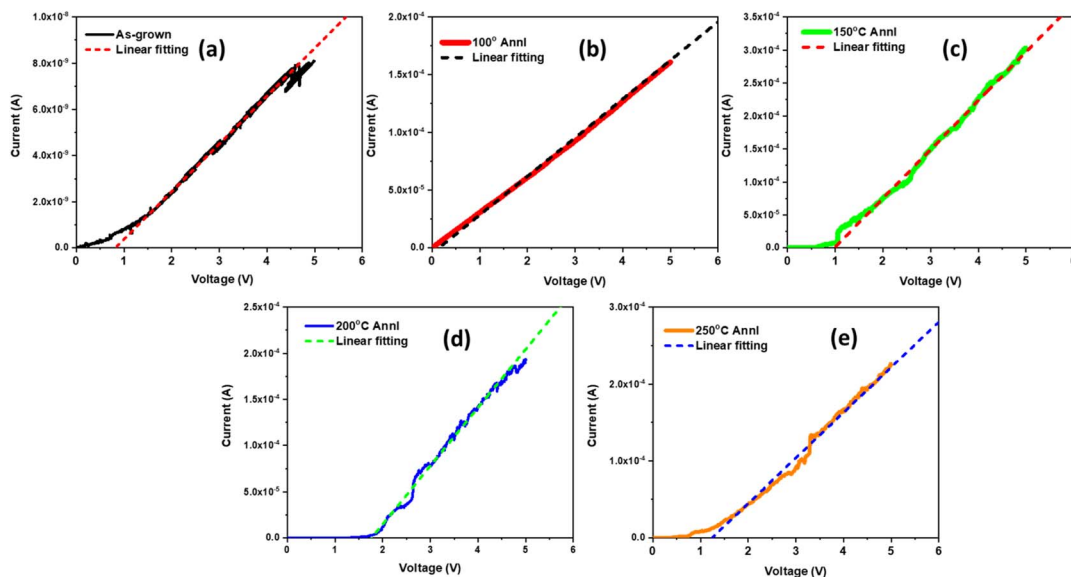 1.0x10⁻⁸
8.0x10⁻⁹
6.0x10⁻⁹
4.0x10⁻⁹
2.0x10⁻⁹
0.0
Current (A)
As-grown
Linear fitting
(a)
0 1 2 3 4 5 6
Voltage (V)
2.0x10⁻⁴
1.5x10⁻⁴
1.0x10⁻⁴
5.0x10⁻⁵
0.0
Current (A)
100° Annl
Linear fitting
(b)
0 1 2 3 4 5 6
Voltage (V)
3.5x10⁻⁴
3.0x10⁻⁴
2.5x10⁻⁴
2.0x10⁻⁴
1.5x10⁻⁴
1.0x10⁻⁴
5.0x10⁻⁵
0.0
Current (A)
150°C Annl
Linear fitting
(c)
0 1 2 3 4 5 6
Voltage (V)
2.5x10⁻⁴
2.0x10⁻⁴
1.5x10⁻⁴
1.0x10⁻⁴
5.0x10⁻⁵
0.0
Current (A)
200°C Annl
Linear fitting
(d)
0 1 2 3 4 5 6
Voltage (V)
3.0x10⁻⁴
2.0x10⁻⁴
1.0x10⁻⁴
0.0
Current (A)
250°C Annl
Linear fitting
(e)
0 1 2 3 4 5 6
Voltage (V)